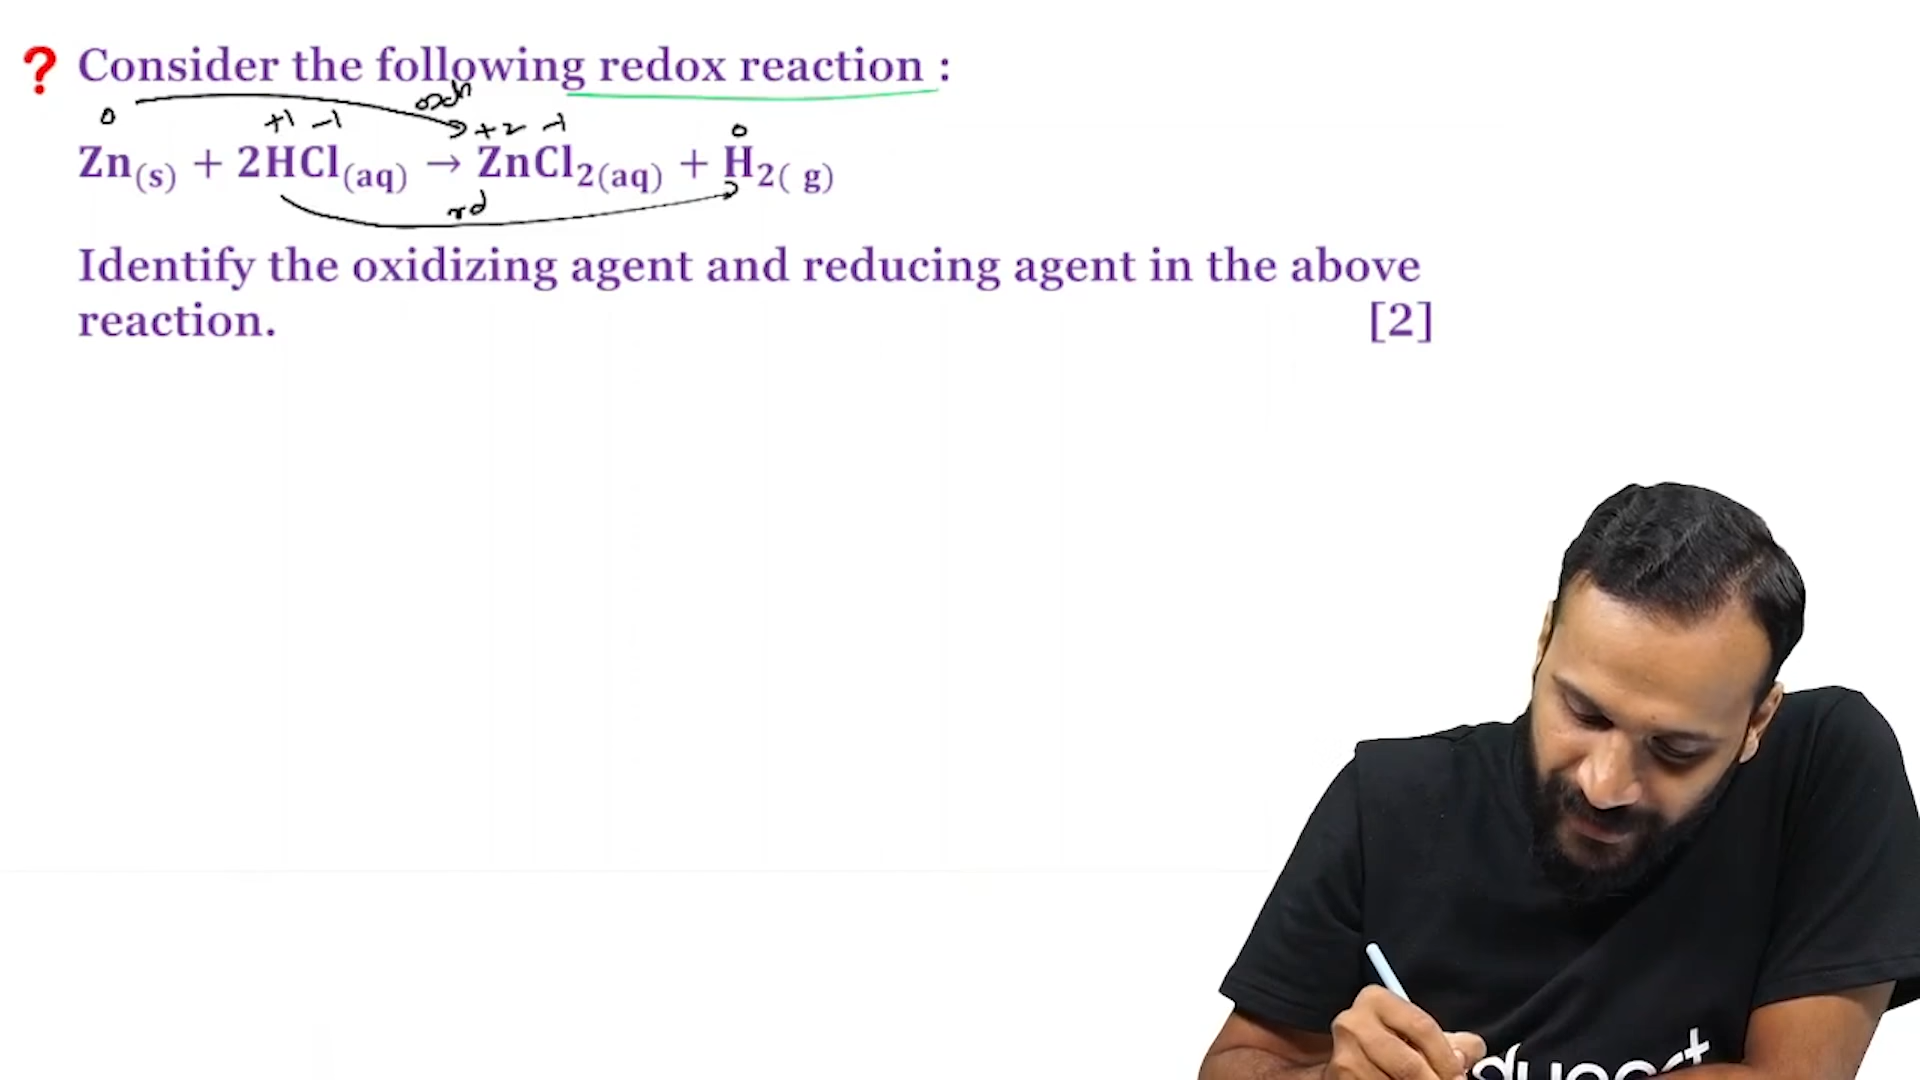 ❓ Consider the following redox reaction :
oxdn
0 +1 -1 +2 -1 0
Zn(s) + 2HCl(aq) → ZnCl2(aq) + H2( g)
rd
Identify the oxidizing agent and reducing agent in the above
reaction. [2]